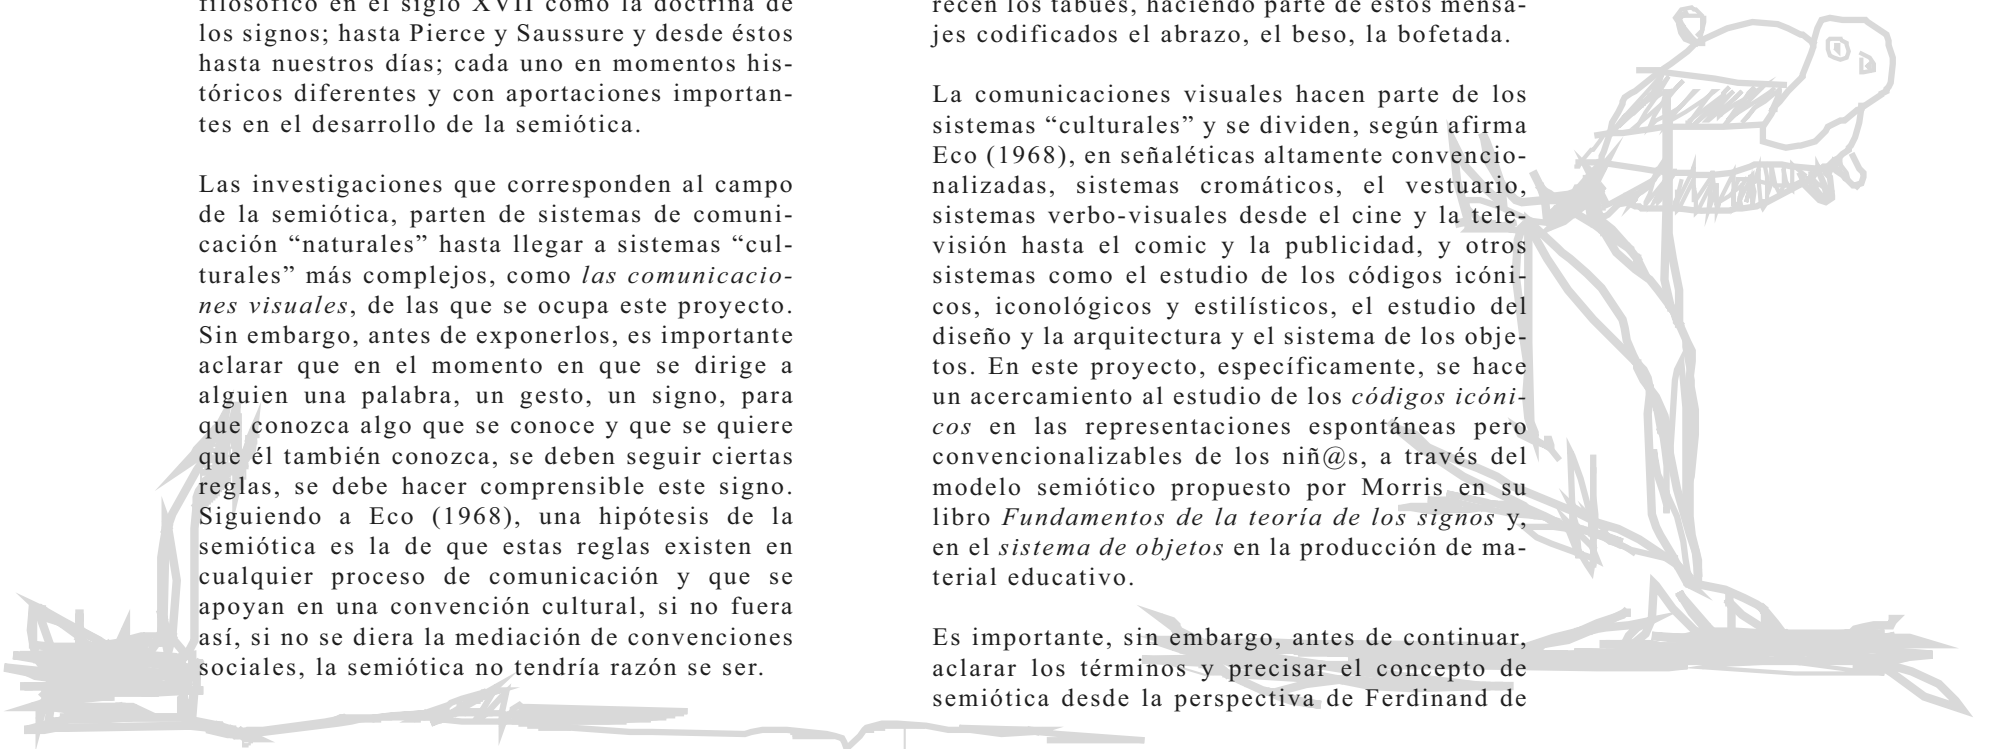 filosófico en el siglo XVII como la doctrina de
los signos; hasta Pierce y Saussure y desde éstos
hasta nuestros días; cada uno en momentos his-
tóricos diferentes y con aportaciones importan-
tes en el desarrollo de la semiótica.
Las investigaciones que corresponden al campo
de la semiótica, parten de sistemas de comuni-
cación “naturales” hasta llegar a sistemas “cul-
turales” más complejos, como las comunicacio-
nes visuales, de las que se ocupa este proyecto.
Sin embargo, antes de exponerlos, es importante
aclarar que en el momento en que se dirige a
alguien una palabra, un gesto, un signo, para
que conozca algo que se conoce y que se quiere
que él también conozca, se deben seguir ciertas
reglas, se debe hacer comprensible este signo.
Siguiendo a Eco (1968), una hipótesis de la
semiótica es la de que estas reglas existen en
cualquier proceso de comunicación y que se
apoyan en una convención cultural, si no fuera
así, si no se diera la mediación de convenciones
sociales, la semiótica no tendría razón se ser.
recen los tabúes, haciendo parte de estos mensa-
jes codificados el abrazo, el beso, la bofetada.
La comunicaciones visuales hacen parte de los
sistemas “culturales” y se dividen, según afirma
Eco (1968), en señaléticas altamente convencio-
nalizadas, sistemas cromáticos, el vestuario,
sistemas verbo-visuales desde el cine y la tele-
visión hasta el comic y la publicidad, y otros
sistemas como el estudio de los códigos icóni-
cos, iconológicos y estilísticos, el estudio del
diseño y la arquitectura y el sistema de los obje-
tos. En este proyecto, específicamente, se hace
un acercamiento al estudio de los códigos icóni-
cos en las representaciones espontáneas pero
convencionalizables de los niñ@s, a través del
modelo semiótico propuesto por Morris en su
libro Fundamentos de la teoría de los signos y,
en el sistema de objetos en la producción de ma-
terial educativo.
Es importante, sin embargo, antes de continuar,
aclarar los términos y precisar el concepto de
semiótica desde la perspectiva de Ferdinand de